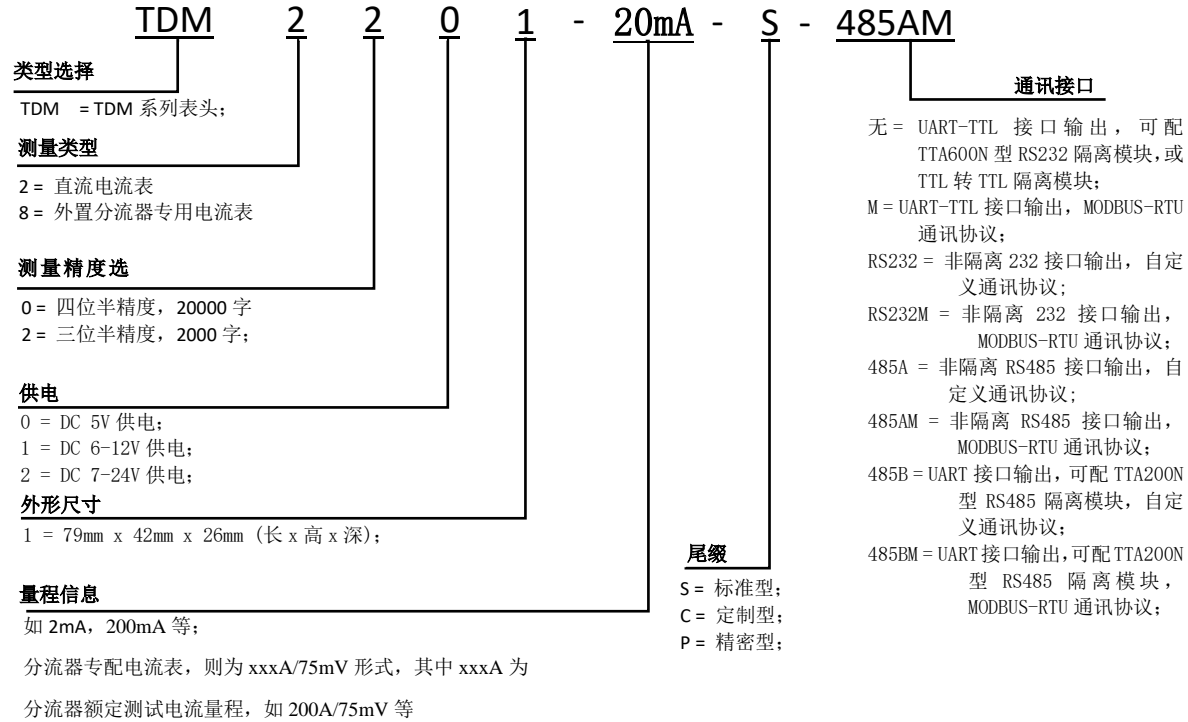 TDM 2 2 0 1 - 20mA - S - 485AM
类型选择
TDM =TDM 系列表头；
测量类型
2= 直流电流表
8= 外置分流器专用电流表
测量精度选
0= 四位半精度，20000 字
2= 三位半精度，2000 字；
供电
0 = DC 5V 供电；
1 = DC 6-12V 供电；
2 = DC 7-24V 供电；
外形尺寸
1 = 79mm x 42mm x 26mm (长 x 高 x 深)；
量程信息
如 2mA，200mA 等；
分流器专配电流表，则为 xxxA/75mV 形式，其中 xxxA 为
分流器额定测试电流量程，如 200A/75mV 等
尾缀
S= 标准型；
C= 定制型；
P= 精密型；
通讯接口
无= UART-TTL 接口输出，可配
TTA600N 型 RS232 隔离模块，或
TTL 转 TTL 隔离模块；
M=UART-TTL 接口输出，MODBUS-RTU
通讯协议；
RS232= 非隔离 232 接口输出，自定
义通讯协议；
RS232M = 非隔离 232 接口输出，
MODBUS-RTU 通讯协议；
485A = 非隔离 RS485 接口输出，自
定义通讯协议；
485AM = 非隔离 RS485 接口输出，
MODBUS-RTU 通讯协议；
485B=UART 接口输出，可配 TTA200N
型 RS485 隔离模块，自定
义通讯协议；
485BM=UART 接口输出，可配 TTA200N
型 RS485 隔离模块，
MODBUS-RTU 通讯协议；